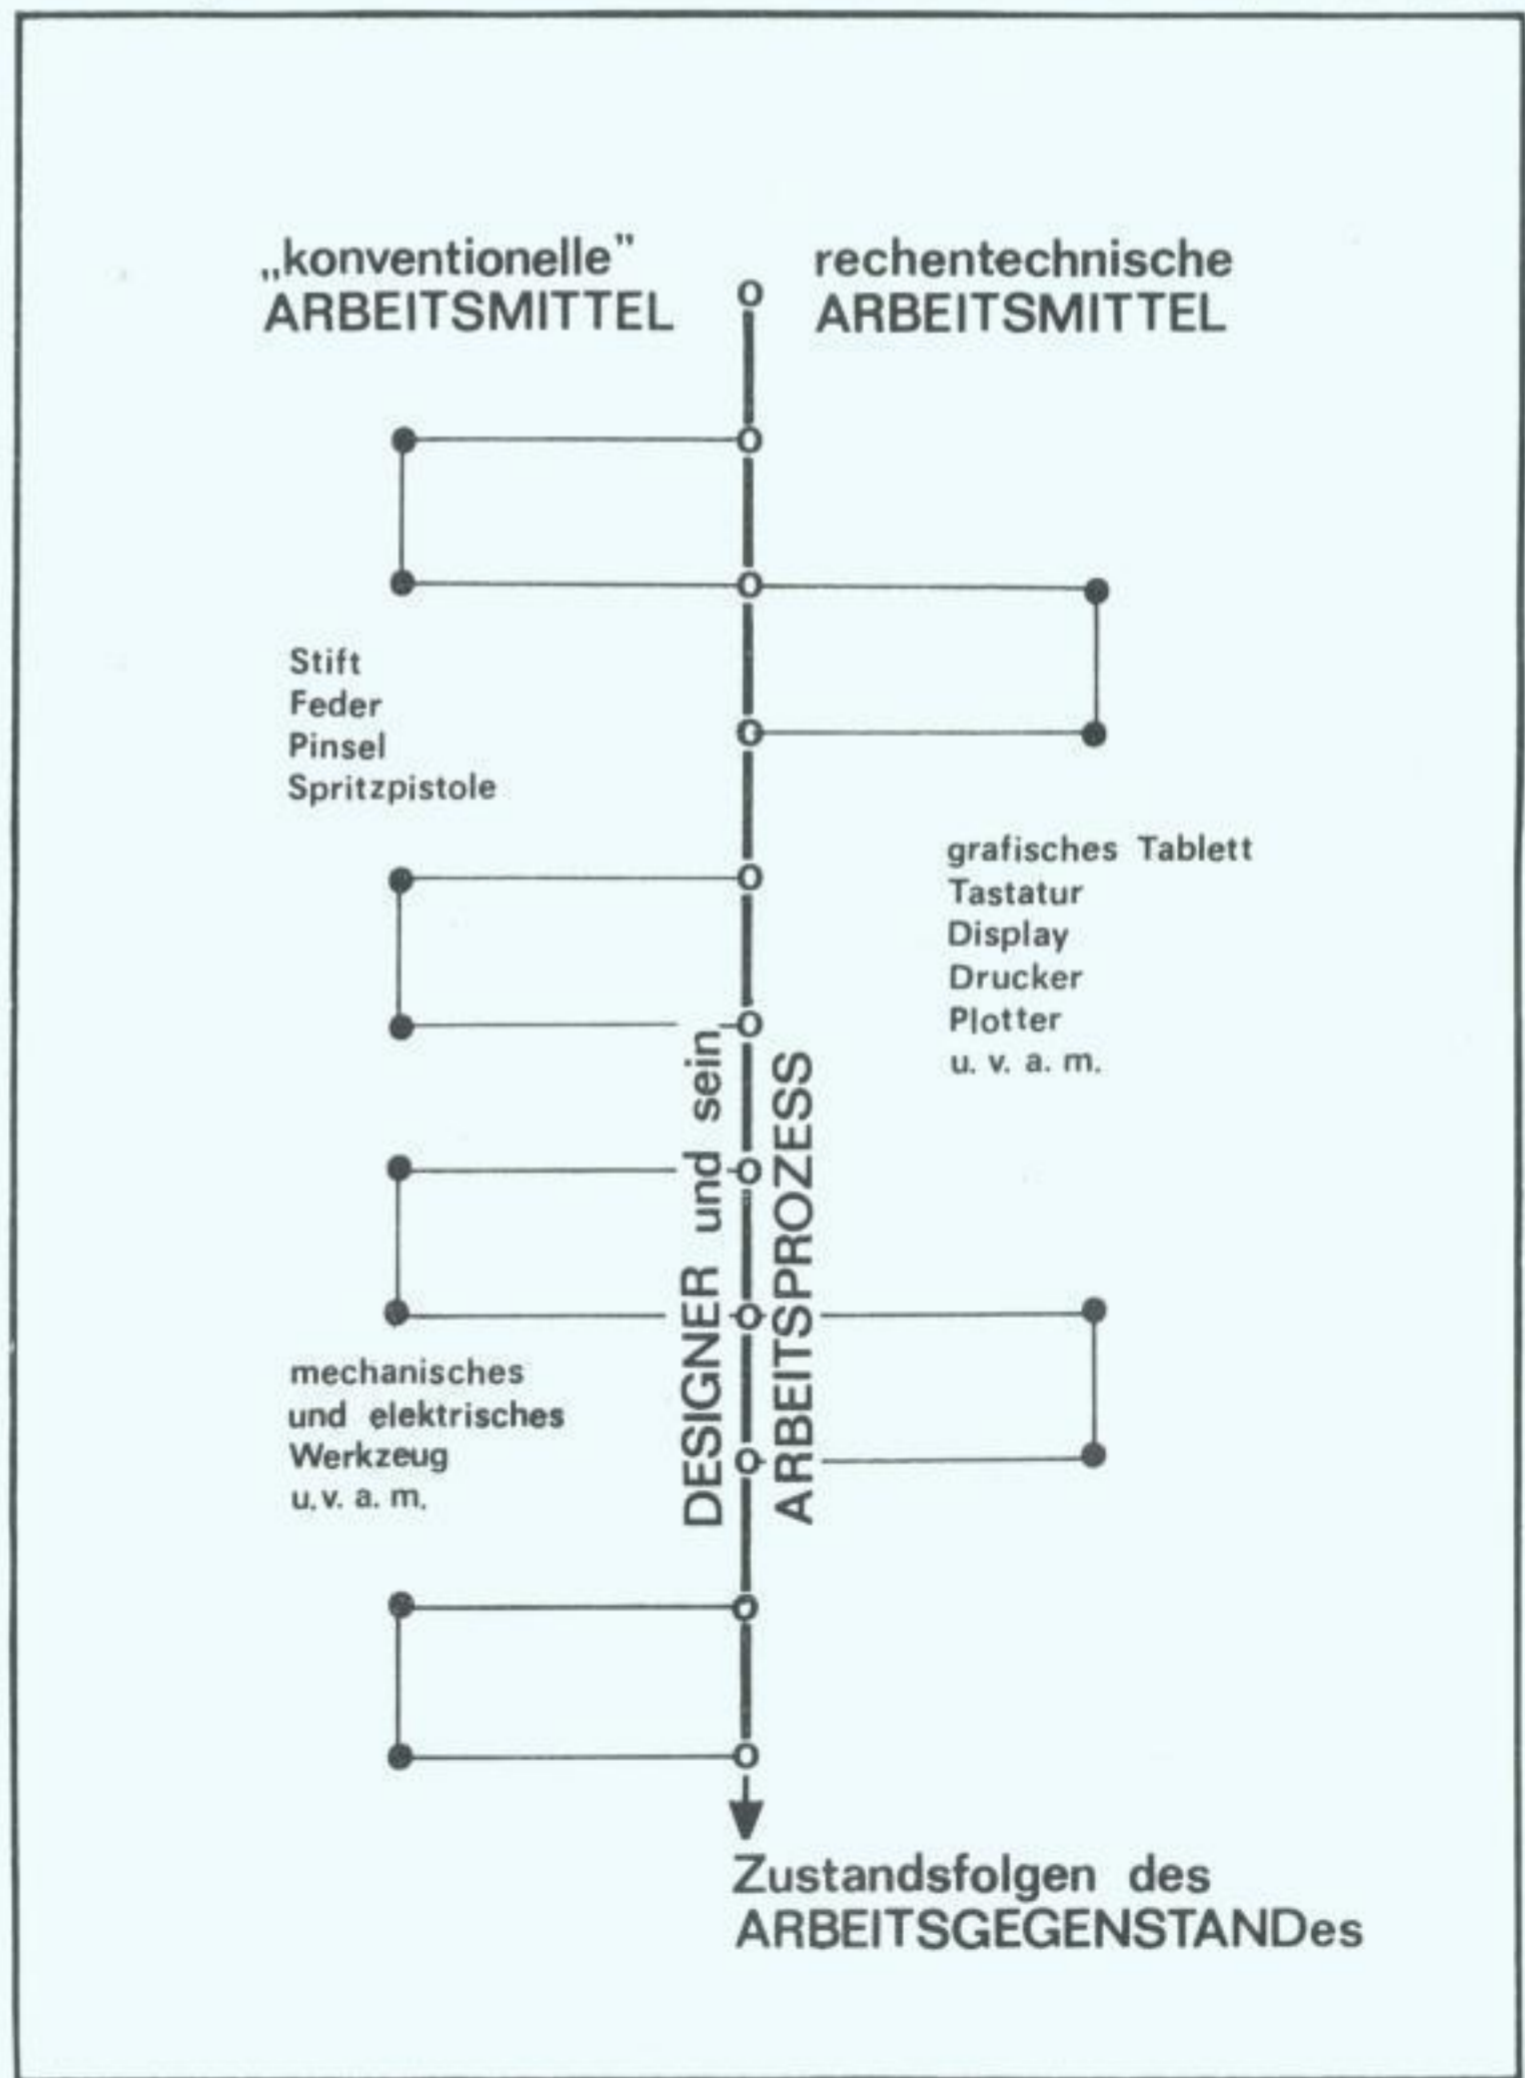 „konventionelle”
ARBEITSMITTEL
rechentechnische
ARBEITSMITTEL
Stift
Feder
Pinsel
Spritzpistole
grafisches Tablett
Tastatur
Display
Drucker
Plotter
u. v. a. m.
DESIGNER und sein
ARBEITSPROZESS
mechanisches
und elektrisches
Werkzeug
u. v. a. m.
Zustandsfolgen des
ARBEITSGEGENSTANDes